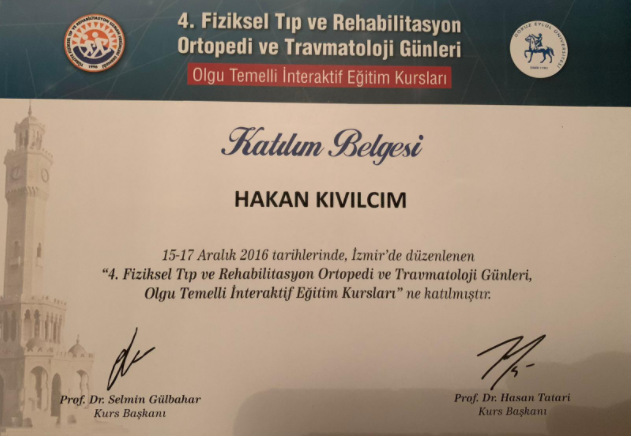 4. Fiziksel Tıp ve Rehabilitasyon
Ortopedi ve Travmatoloji Günleri
Olgu Temelli İnteraktif Eğitim Kursları
Katılım Belgesi
HAKAN KIVILCIM
15-17 Aralık 2016 tarihlerinde, İzmir’de düzenlenen
“4. Fiziksel Tıp ve Rehabilitasyon Ortopedi ve Travmatoloji Günleri,
Olgu Temelli İnteraktif Eğitim Kursları” ne katılmıştır.
Prof. Dr. Selmin Gülbahar
Kurs Başkanı
Prof. Dr. Hasan Tatari
Kurs Başkanı